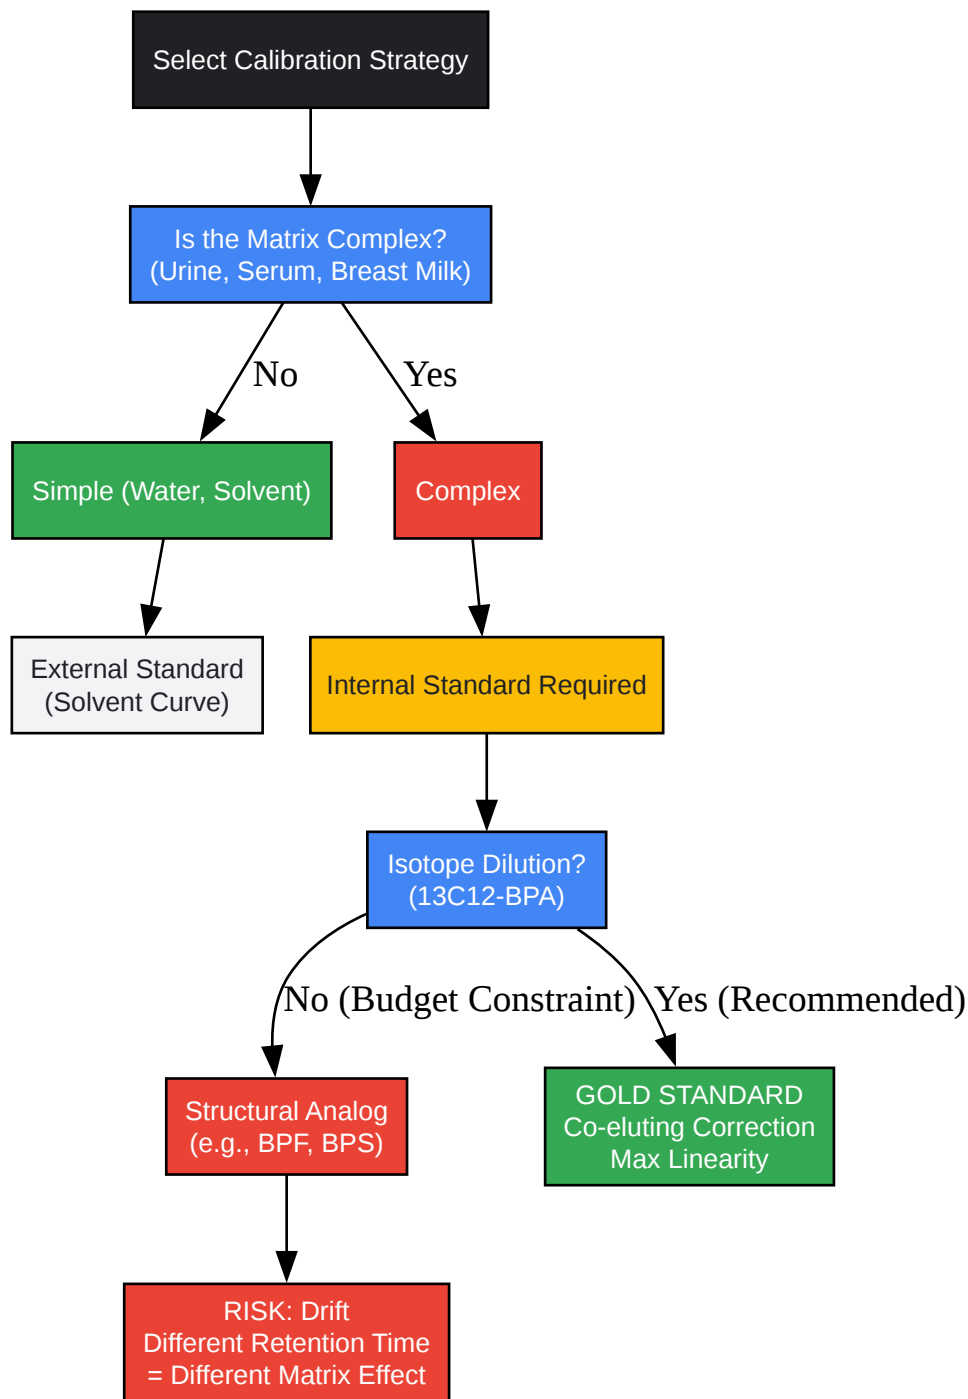 Select Calibration Strategy
Is the Matrix Complex?
(Urine, Serum, Breast Milk)
No
Yes
Simple (Water, Solvent)
Complex
External Standard
(Solvent Curve)
Internal Standard Required
Isotope Dilution?
(13C12-BPA)
No (Budget Constraint)
Yes (Recommended)
Structural Analog
(e.g., BPF, BPS)
GOLD STANDARD
Co-eluting Correction
Max Linearity
RISK: Drift
Different Retention Time
= Different Matrix Effect